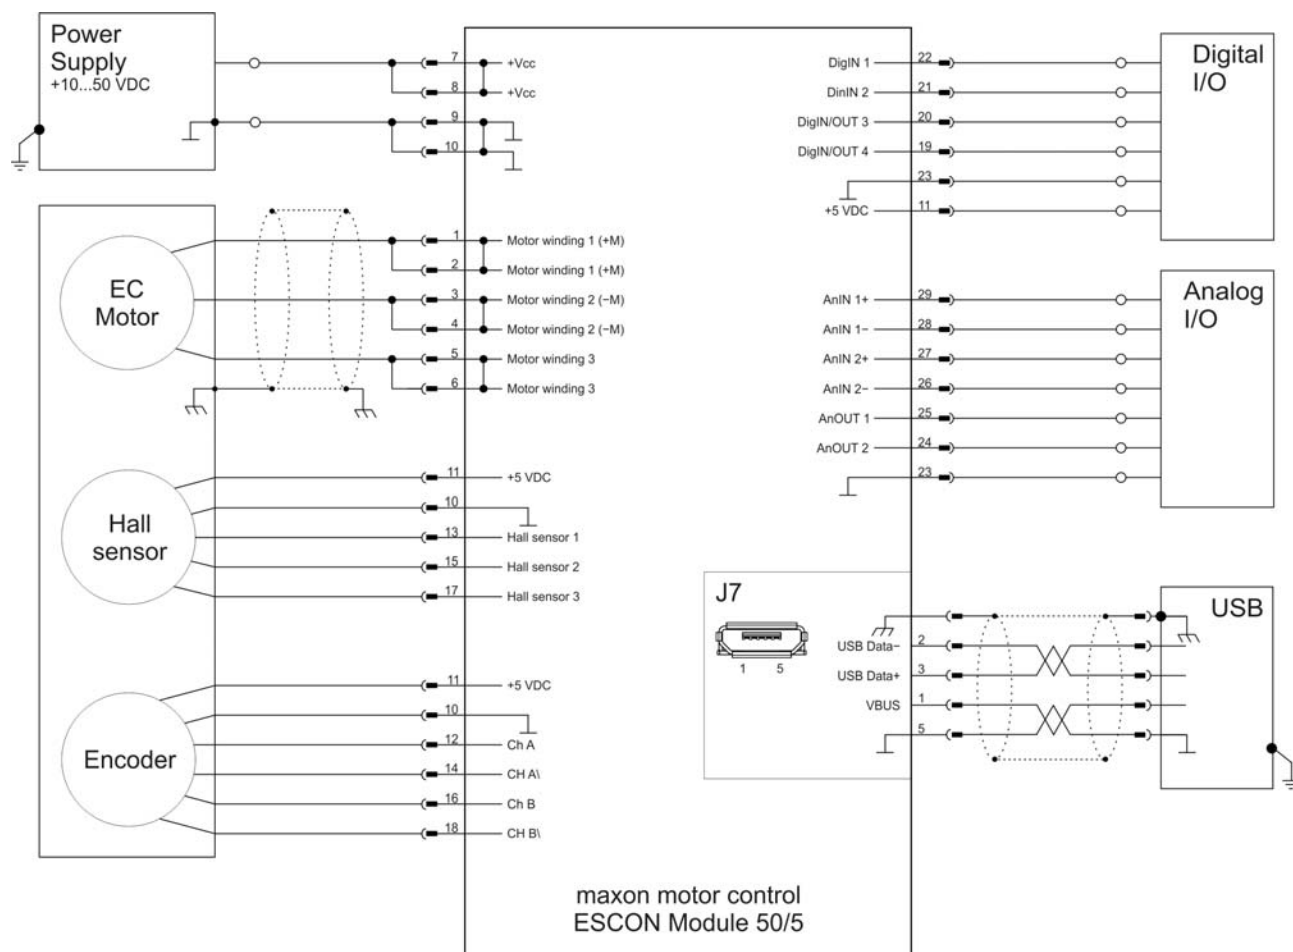 Power
Supply
+10...50 VDC
7
+Vcc
8
+Vcc
9
10
EC
Motor
1
Motor winding 1 (+M)
2
Motor winding 1 (+M)
3
Motor winding 2 (−M)
4
Motor winding 2 (−M)
5
Motor winding 3
6
Motor winding 3
Hall
sensor
11
+5 VDC
10
13
Hall sensor 1
15
Hall sensor 2
17
Hall sensor 3
Encoder
11
+5 VDC
10
12
Ch A
14
CH A\
16
Ch B
18
CH B\
DigIN 1
22
DinIN 2
21
DigIN/OUT 3
20
DigIN/OUT 4
19
23
+5 VDC
11
Digital
I/O
AnIN 1+
29
AnIN 1−
28
AnIN 2+
27
AnIN 2−
26
AnOUT 1
25
AnOUT 2
24
23
Analog
I/O
J7
1 5
USB Data−
2
USB Data+
3
VBUS
1
5
USB
maxon motor control
ESCON Module 50/5